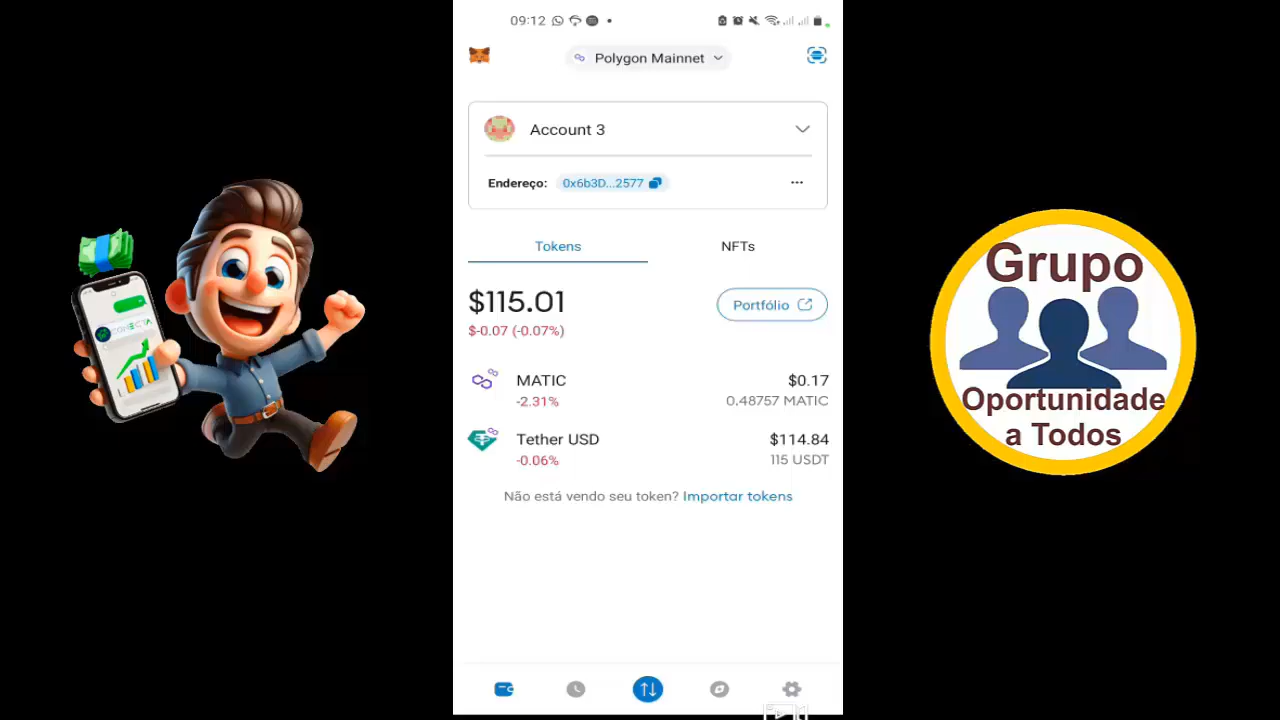 09:12
Polygon Mainnet
Account 3
Endereço: 0x6b3D...2577
Tokens
NFTs
$115.01
Portfólio
$-0.07 (-0.07%)
MATIC
$0.17
-2.31%
0.48757 MATIC
Tether USD
$114.84
-0.06%
115 USDT
Não está vendo seu token? Importar tokens
CONECTA
Grupo
Oportunidade
a Todos